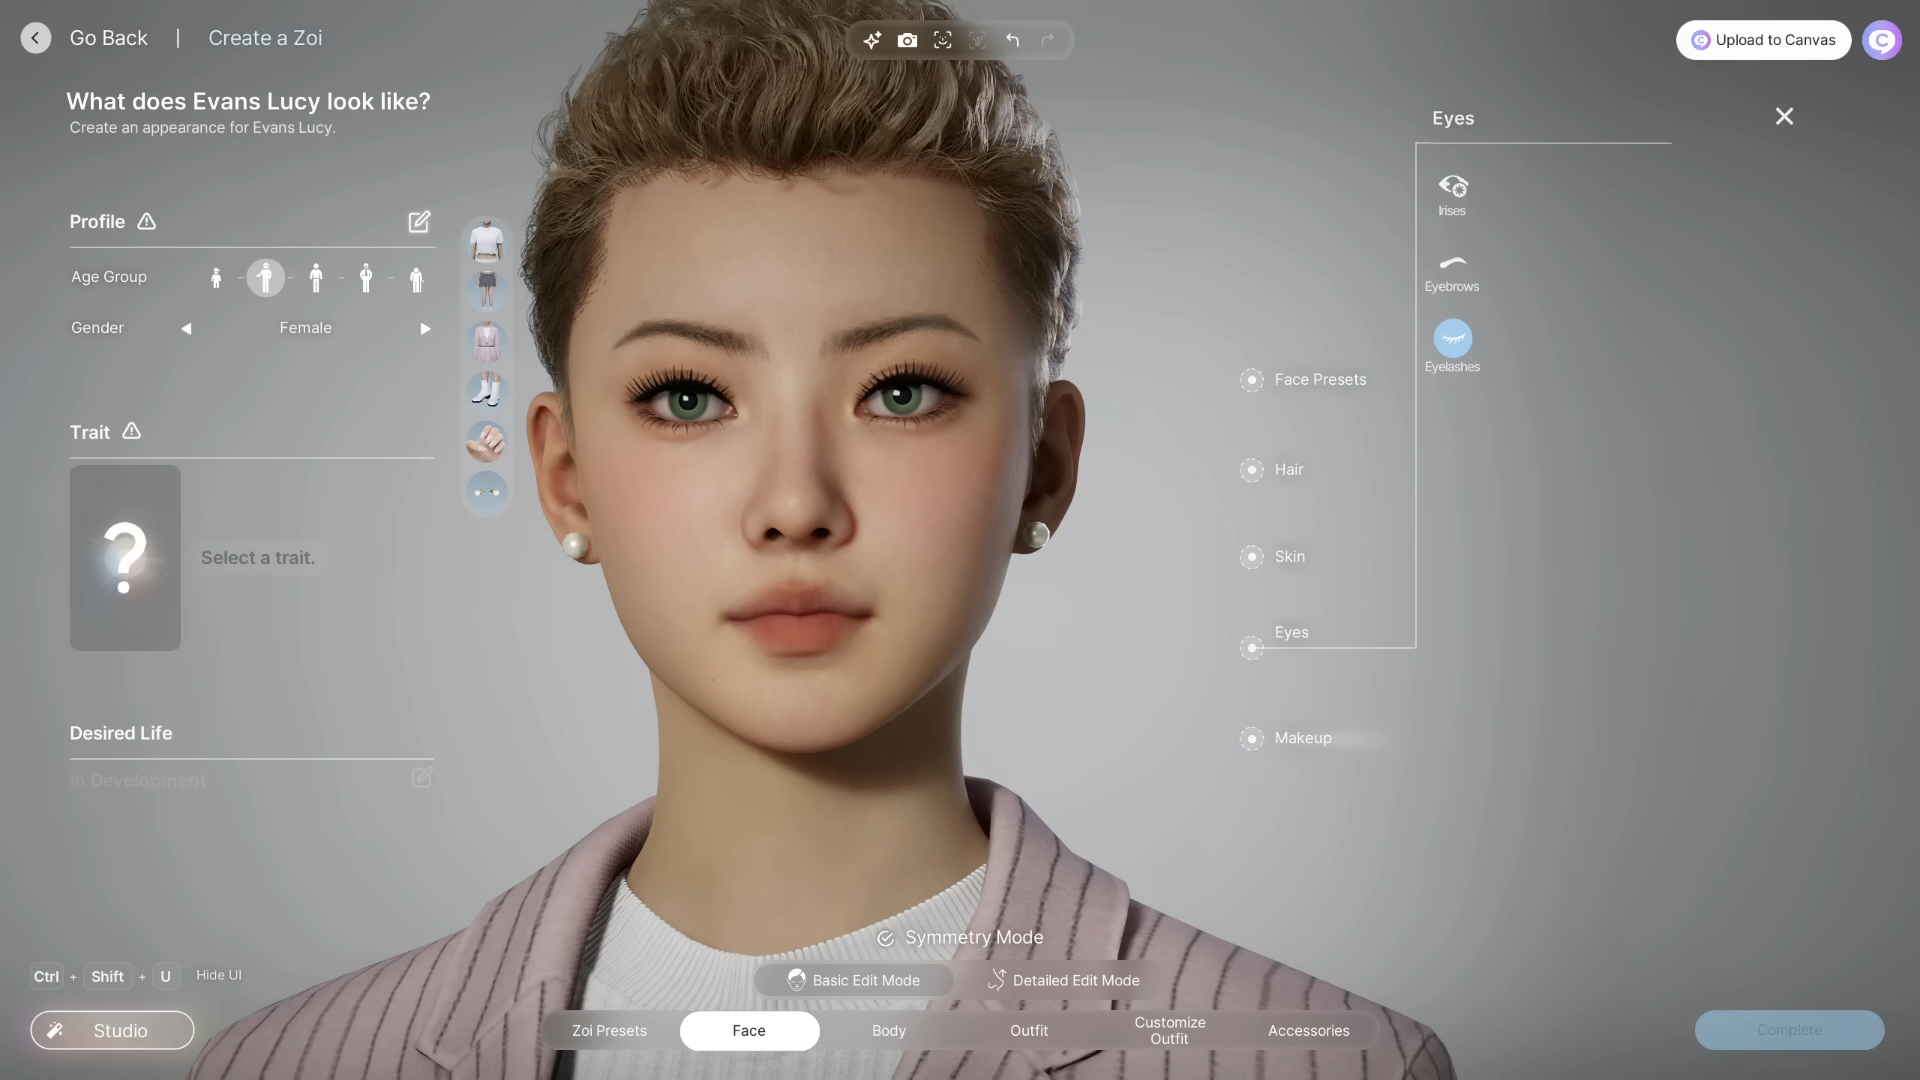 Go Back | Create a Zoi
Upload to Canvas
What does Evans Lucy look like?
Create an appearance for Evans Lucy.
Profile
Age Group
Gender
Female
Trait
?
Select a trait.
Desired Life
In Development
Eyes
Irises
Eyebrows
Eyelashes
Face Presets
Hair
Skin
Eyes
Makeup
Symmetry Mode
Basic Edit Mode
Detailed Edit Mode
Ctrl + Shift + U Hide UI
Studio
Zoi Presets
Face
Body
Outfit
Customize
Outfit
Accessories
Complete